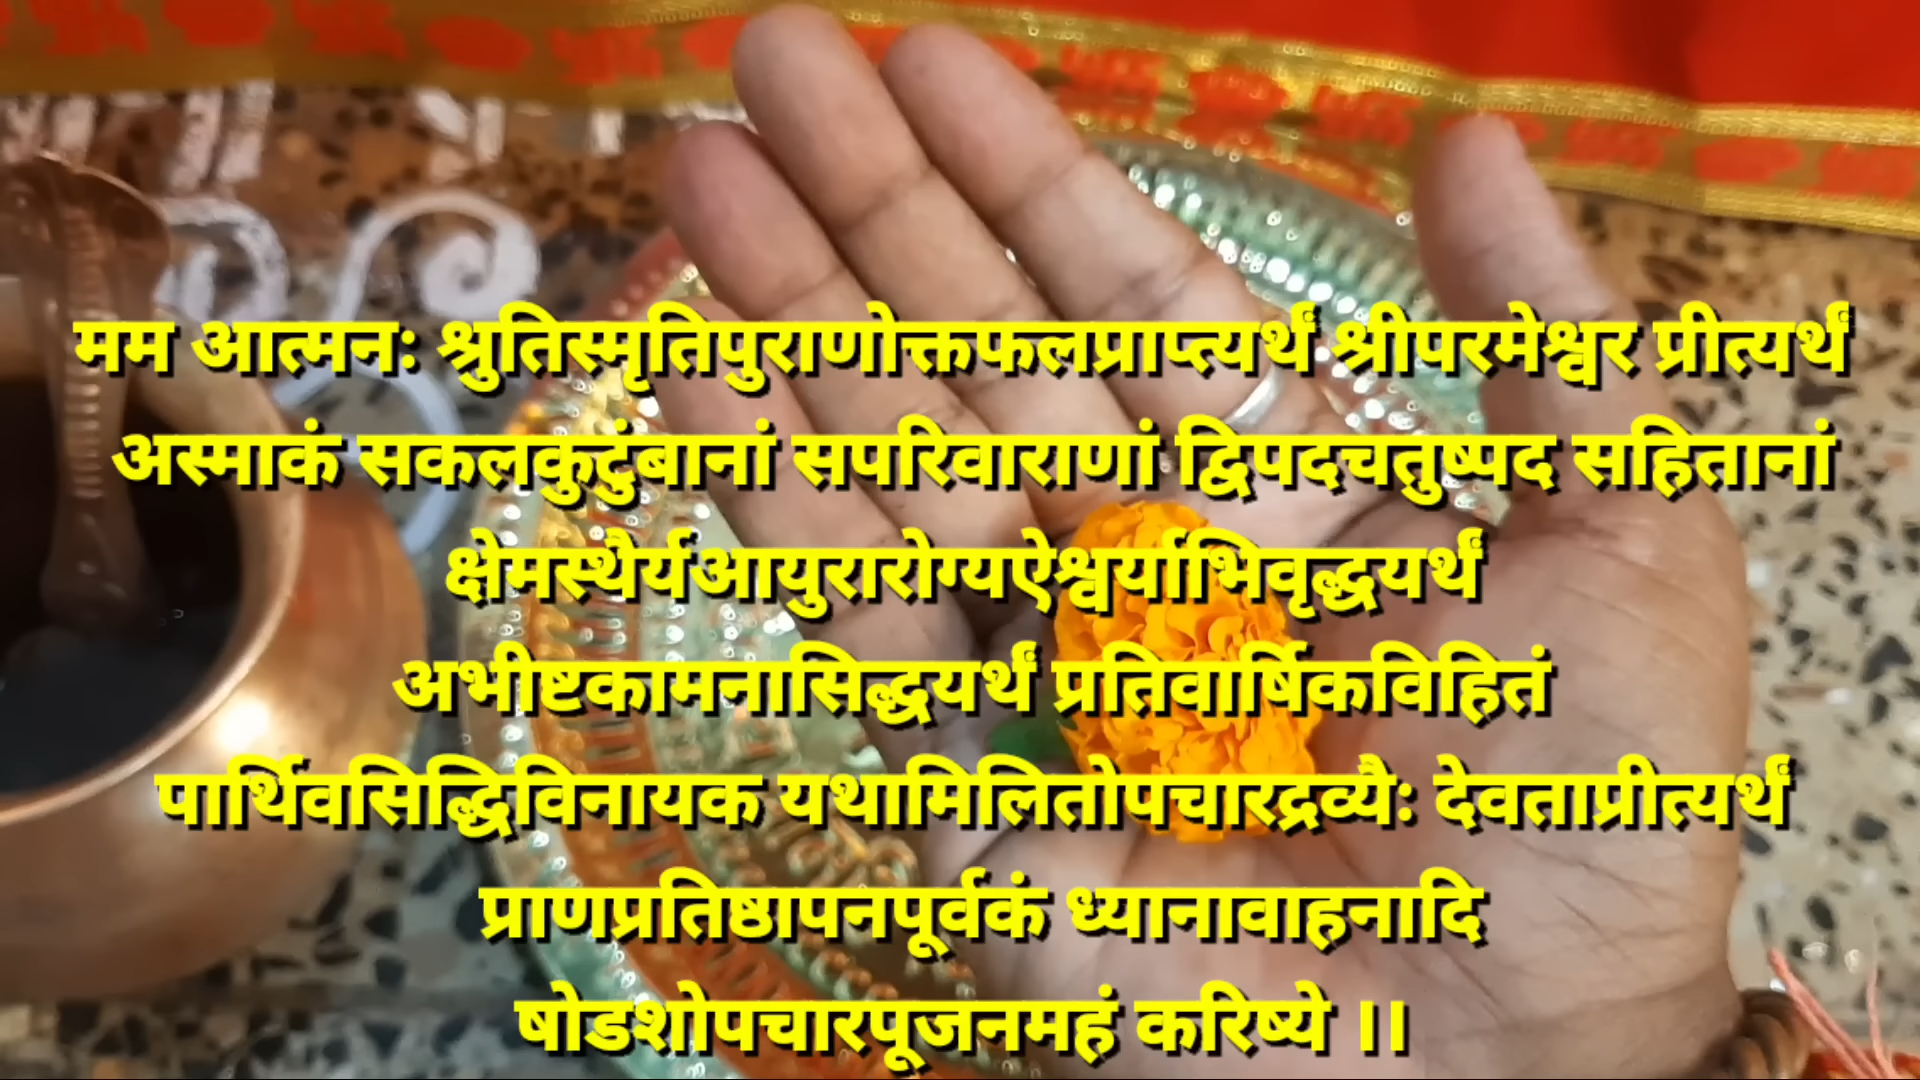 मम आत्मनः श्रुतिस्मृतिपुराणोक्तफलप्राप्त्यर्थं श्रीपरमेश्वर प्रीत्यर्थं
अस्माकं सकलकुटुंबानां सपरिवाराणां द्विपदचतुष्पद सहितानां
क्षेमस्थैर्यआयुरारोग्यऐश्वर्याभिवृद्धयर्थं
अभीष्टकामनासिद्धयर्थं प्रतिवार्षिकविहितं
पार्थिवसिद्धिविनायक यथामिलितोपचारद्रव्यैः देवताप्रीत्यर्थं
प्राणप्रतिष्ठापनपूर्वकं ध्यानावाहनादि
षोडशोपचारपूजनमहं करिष्ये ।।